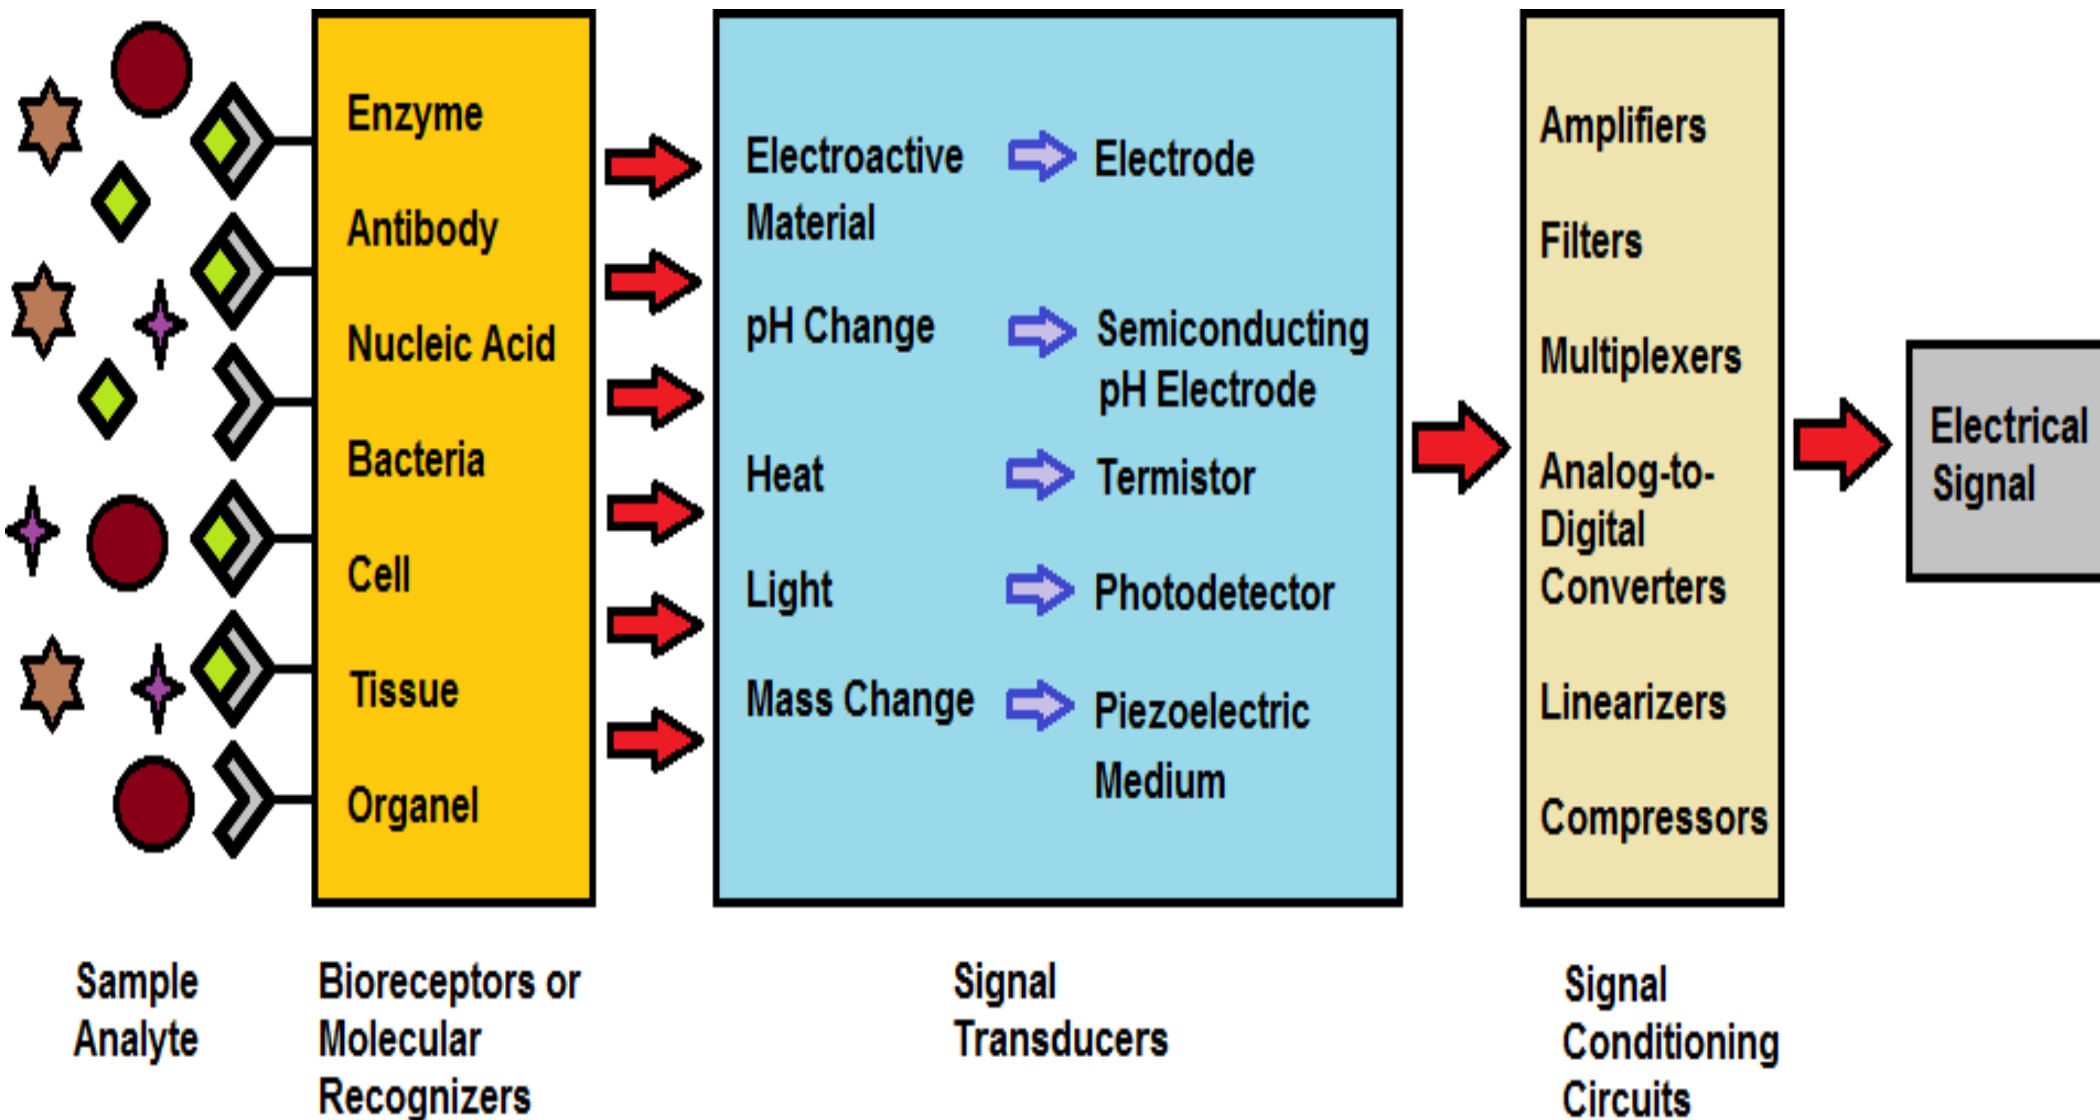 Enzyme
Antibody
Nucleic Acid
Bacteria
Cell
Tissue
Organel
Electroactive
Material
Electrode
pH Change
Semiconducting
pH Electrode
Heat
Termistor
Light
Photodetector
Mass Change
Piezoelectric
Medium
Amplifiers
Filters
Multiplexers
Analog-to-
Digital
Converters
Linearizers
Compressors
Electrical
Signal
Sample
Analyte
Bioreceptors or
Molecular
Recognizers
Signal
Transducers
Signal
Conditioning
Circuits